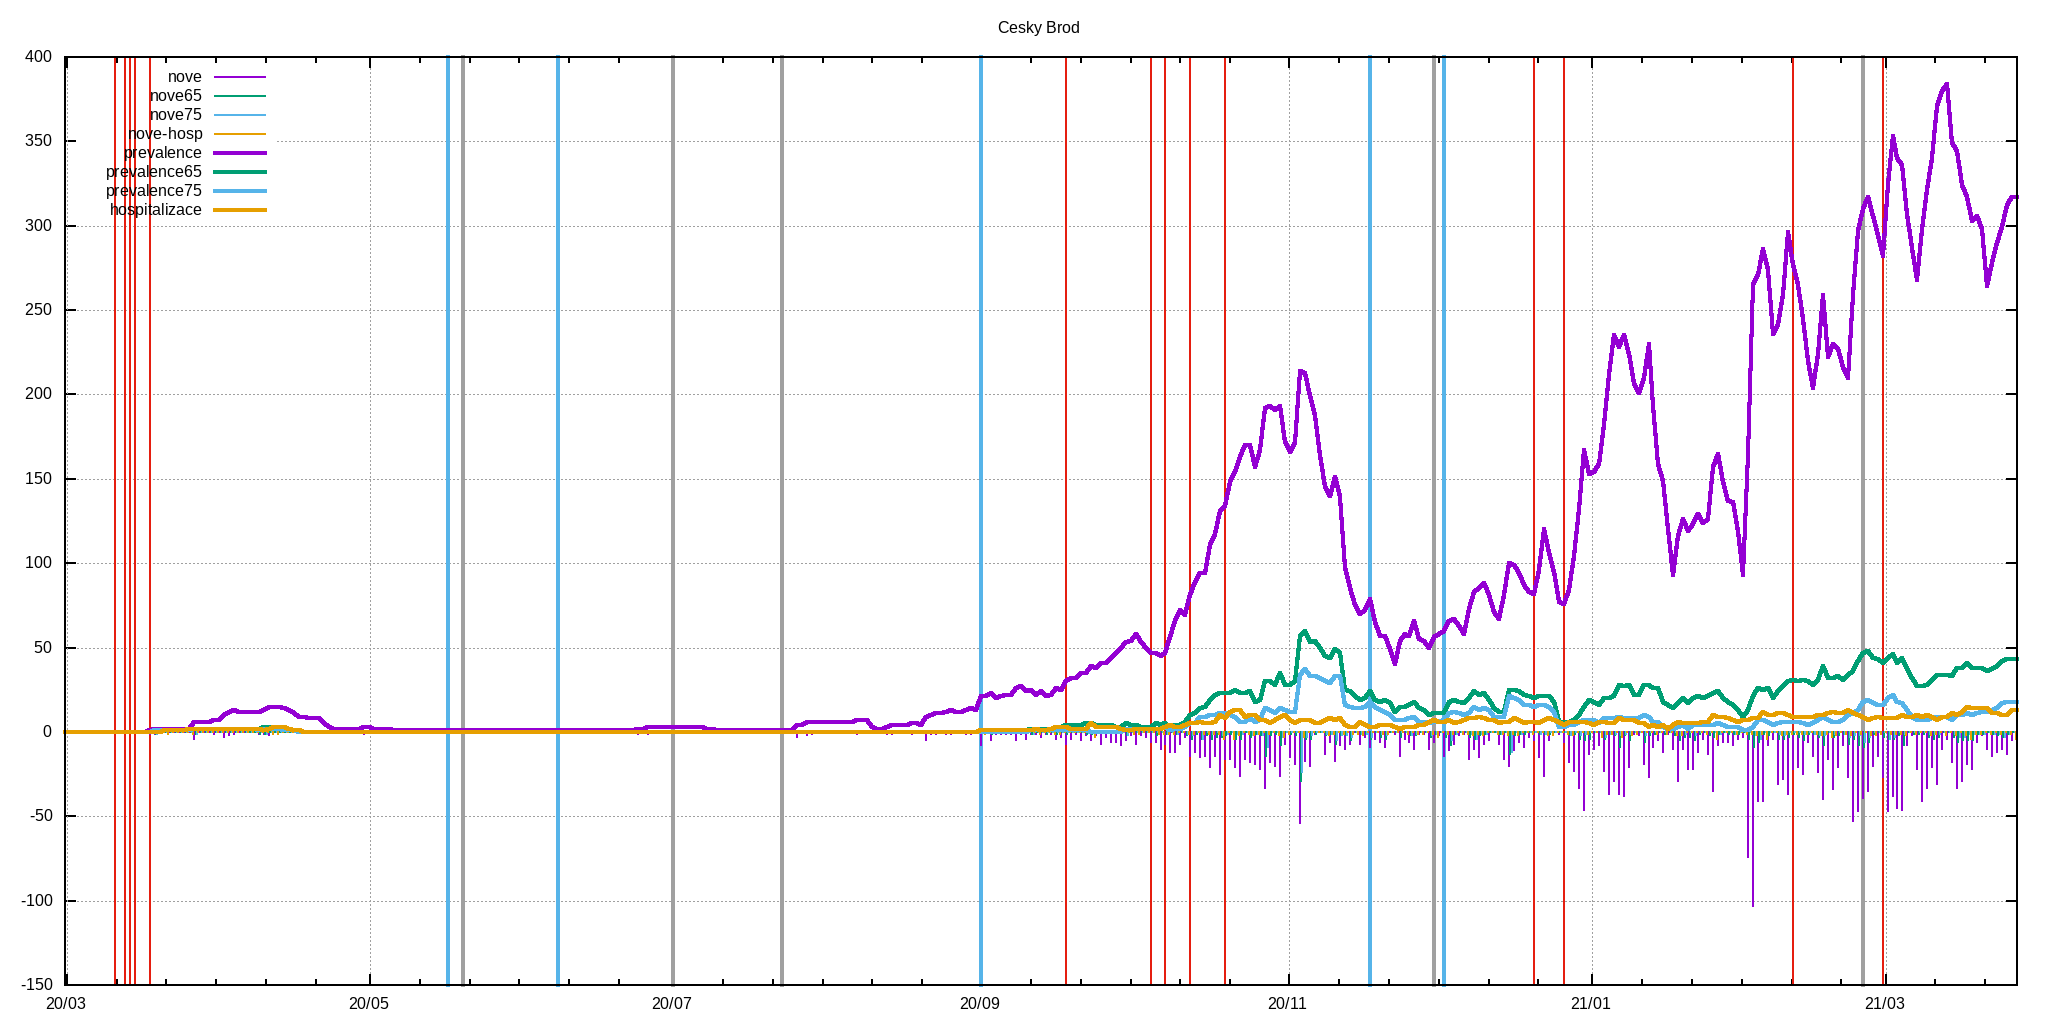 Cesky Brod
400
350
300
250
200
150
100
50
0
-50
-100
-150
nove
nove65
nove75
nove-hosp
prevalence
prevalence65
prevalence75
hospitalizace
20/03 20/05 20/07 20/09 20/11 21/01 21/03